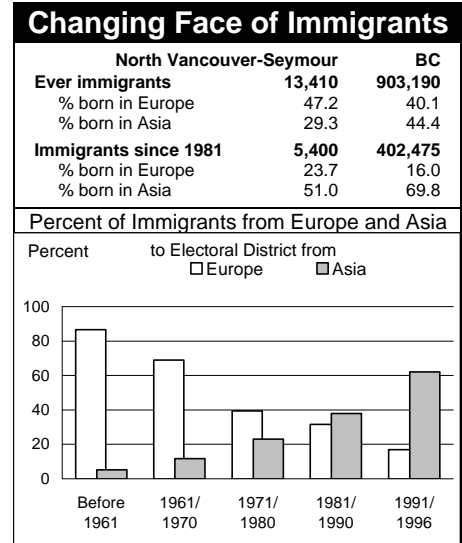 Changing Face of Immigrants
North Vancouver-Seymour BC
Ever immigrants 13,410 903,190
% born in Europe 47.2 40.1
% born in Asia 29.3 44.4
Immigrants since 1981 5,400 402,475
% born in Europe 23.7 16.0
% born in Asia 51.0 69.8
Percent of Immigrants from Europe and Asia
Percent to Electoral District from
Europe Asia
100
80
60
40
20
0
Before 1961/ 1971/ 1981/ 1991/
1961 1970 1980 1990 1996